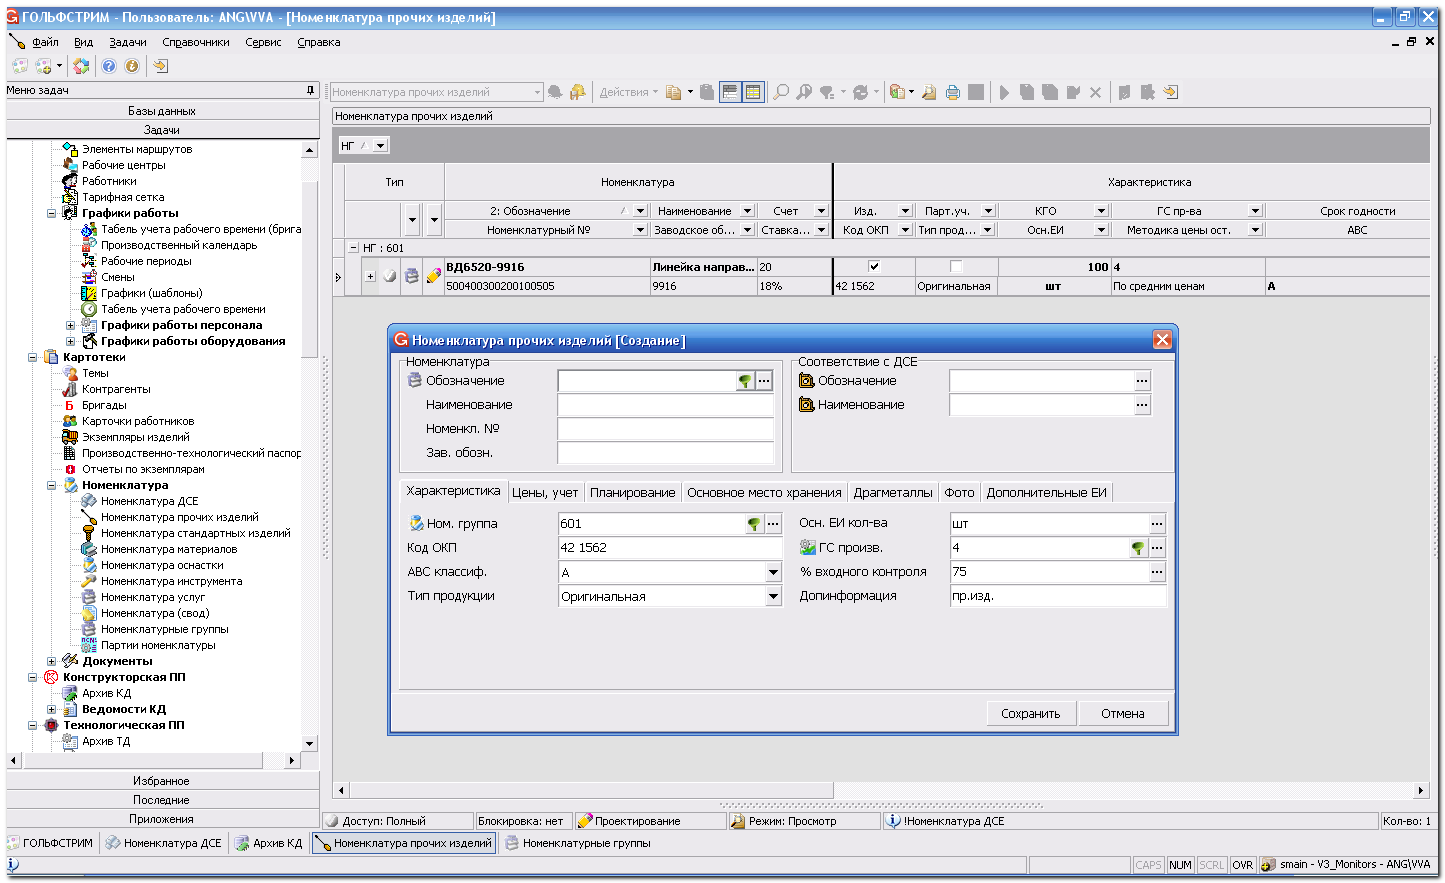 ГОЛЬФСТРИМ - Пользователь: ANG\VVA - [Номенклатура прочих изделий]
Файл Вид Задачи Справочники Сервис Справка
Меню задач
Базы данных
Задачи
Элементы маршрутов
Рабочие центры
Работники
Тарифная сетка
Графики работы
Табель учета рабочего времени (брига
Производственный календарь
Рабочие периоды
Смены
Графики (шаблоны)
Табель учета рабочего времени
Графики работы персонала
Графики работы оборудования
Картотеки
Темы
Контрагенты
Б Бригады
Карточки работников
Экземпляры изделий
Производственно-технологический паспор
Отчеты по экземплярам
Номенклатура
Номенклатура ДСЕ
Номенклатура прочих изделий
Номенклатура стандартных изделий
Номенклатура материалов
Номенклатура оснастки
Номенклатура инструмента
Номенклатура услуг
Номенклатура (свод)
Номенклатурные группы
Партии номенклатуры
Документы
Конструкторская ПП
Архив КД
Ведомости КД
Технологическая ПП
Архив ТД
Избранное
Последние
Приложения
Номенклатура прочих изделий Действия
Номенклатура прочих изделий
НГ
Тип Номенклатура Характеристика
2: Обозначение Наименование Счет Изд. Парт.уч. КГО ГС пр-ва Срок годности
Номенклатурный № Заводское об... Ставка... Код ОКП Тип прод... Осн.ЕИ Методика цены ост. ABC
НГ : 601
ВД6520-9916 Линейка направ... 20 100 4
500400300200100505 9916 18% 42 1562 Оригинальная шт По средним ценам А
Номенклатура прочих изделий [Создание]
Номенклатура
Обозначение
Наименование
Номенкл. №
Зав. обозн.
Соответствие с ДСЕ
Обозначение
Наименование
Характеристика Цены, учет Планирование Основное место хранения Драгметаллы Фото Дополнительные ЕИ
Ном. группа 601 Осн. ЕИ кол-ва шт
Код ОКП 42 1562 ГС произв. 4
ABC классиф. А % входного контроля 75
Тип продукции Оригинальная Допинформация пр.изд.
Сохранить Отмена
Доступ: Полный Блокировка: нет Проектирование Режим: Просмотр !Номенклатура ДСЕ Кол-во: 1
ГОЛЬФСТРИМ Номенклатура ДСЕ Архив КД Номенклатура прочих изделий Номенклатурные группы
CAPS NUM SCRL OVR smain - V3_Monitors - ANG\VVA